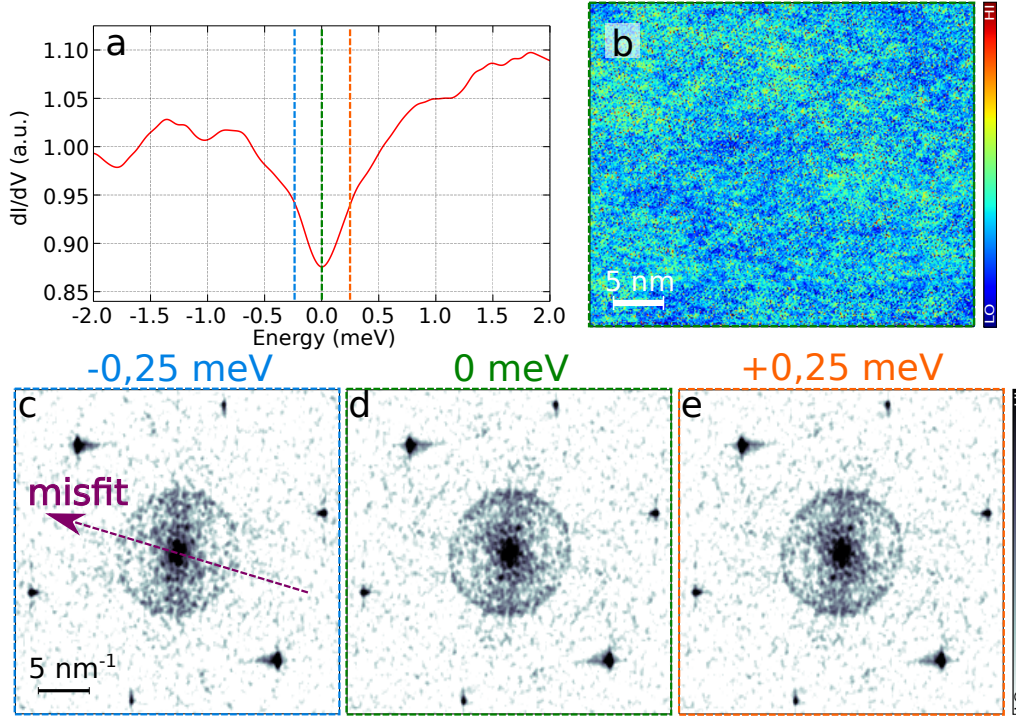 a
1.10
1.05
1.00
0.95
0.90
0.85
dI/dV (a.u.)
-2.0 -1.5 -1.0 -0.5 0.0 0.5 1.0 1.5 2.0
Energy (meV)
b
5 nm
HI
LO
-0,25 meV
0 meV
+0,25 meV
c
misfit
5 nm⁻¹
d
e